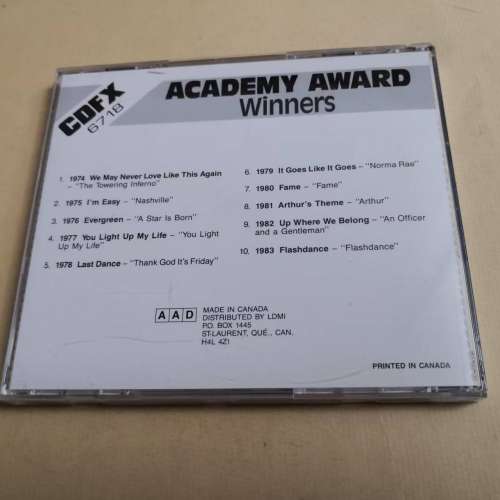 CDFX
6718
ACADEMY AWARD
Winners
1. 1974 We May Never Love Like This Again
– "The Towering Inferno"
2. 1975 I'm Easy – "Nashville"
3. 1976 Evergreen – "A Star Is Born"
4. 1977 You Light Up My Life – "You Light
Up My Life"
5. 1978 Last Dance – "Thank God It's Friday"
6. 1979 It Goes Like It Goes – "Norma Rae"
7. 1980 Fame – "Fame"
8. 1981 Arthur's Theme – "Arthur"
9. 1982 Up Where We Belong – "An Officer
and a Gentleman"
10. 1983 Flashdance – "Flashdance"
AAD
MADE IN CANADA
DISTRIBUTED BY LDMI
P.O. BOX 1445
ST-LAURENT, QUÉ., CAN.
H4L 4Z1
PRINTED IN CANADA